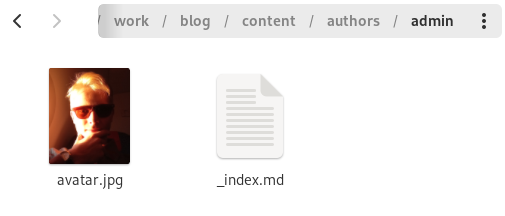 / work / blog / content / authors / admin
avatar.jpg
_index.md